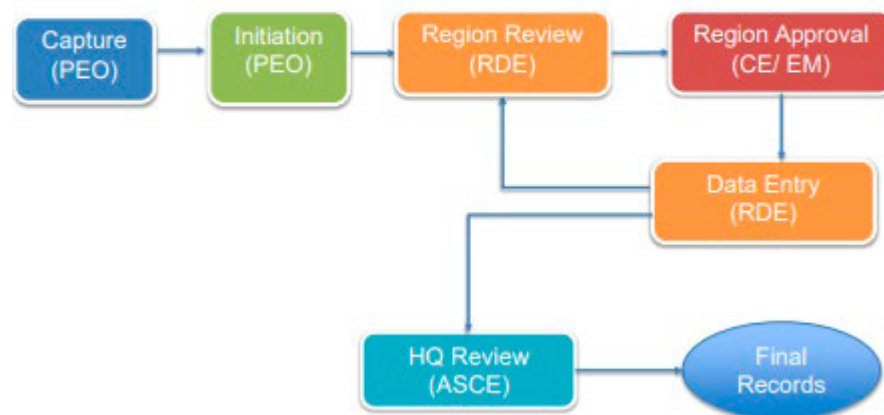 Capture
(PEO)
Initiation
(PEO)
Region Review
(RDE)
Region Approval
(CE/ EM)
Data Entry
(RDE)
HQ Review
(ASCE)
Final
Records